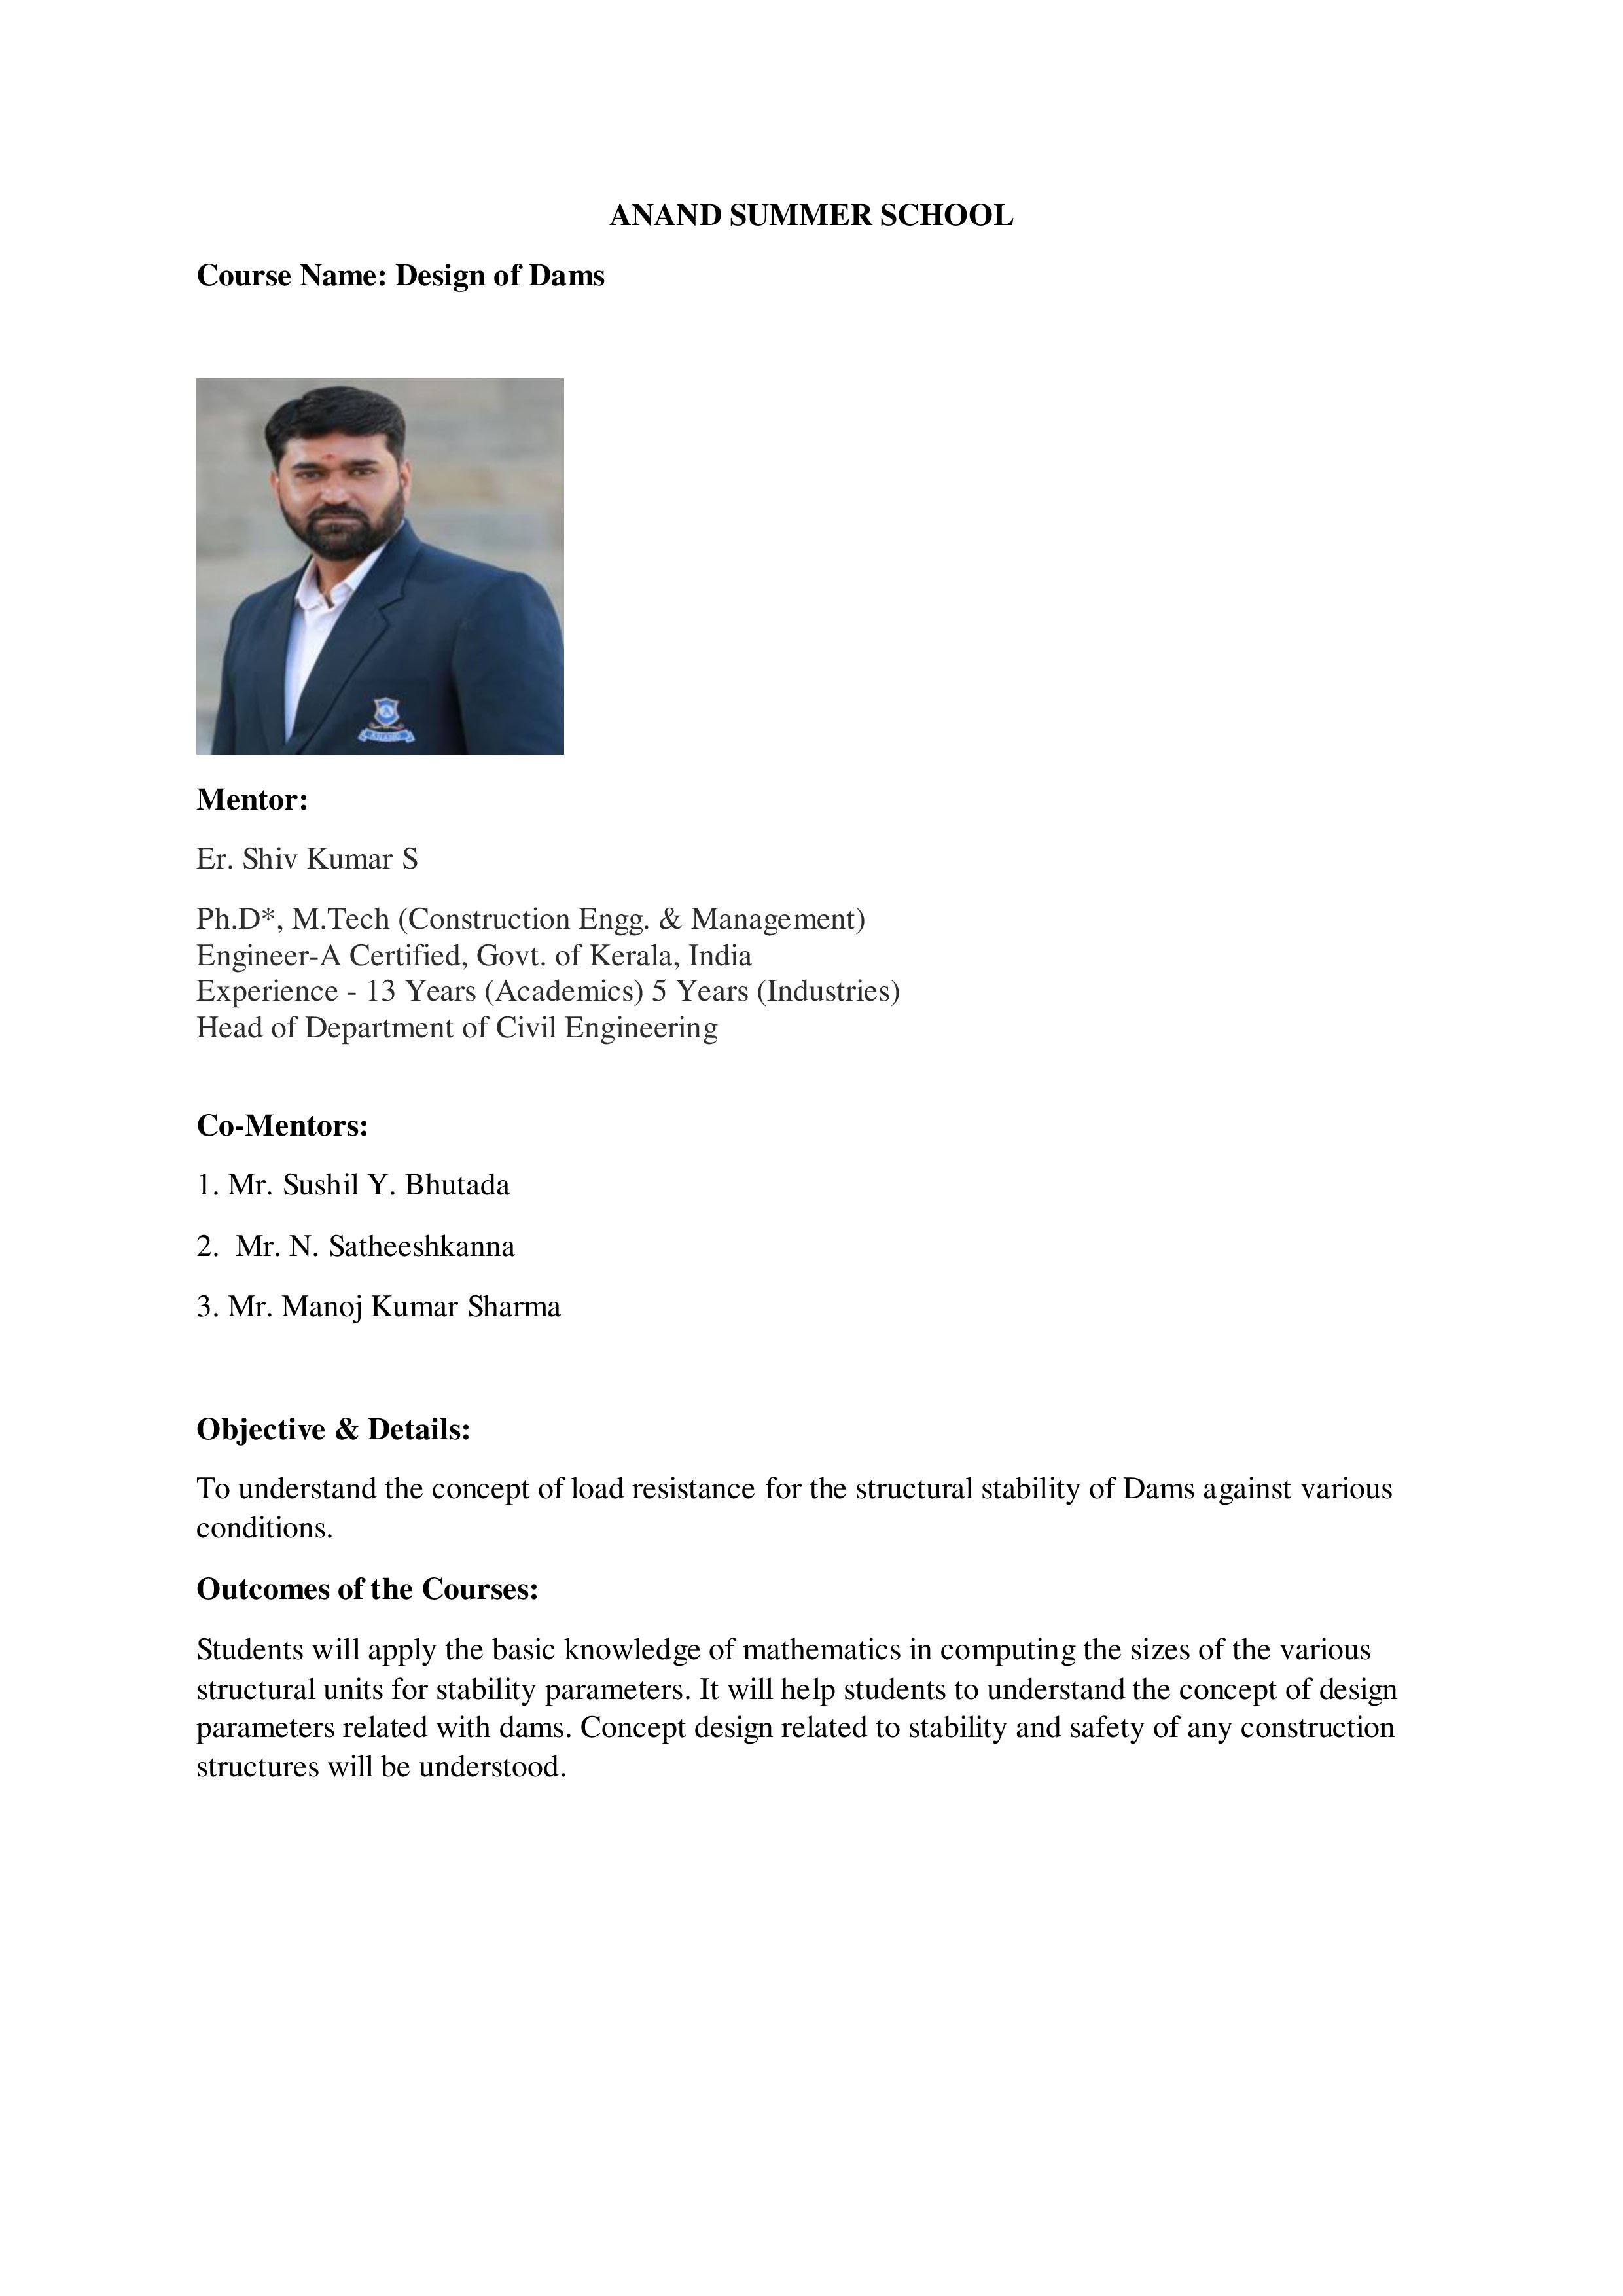 ANAND SUMMER SCHOOL
Course Name: Design of Dams
Mentor:
Er. Shiv Kumar S
Ph.D*, M.Tech (Construction Engg. & Management)
Engineer-A Certified, Govt. of Kerala, India
Experience - 13 Years (Academics) 5 Years (Industries)
Head of Department of Civil Engineering
Co-Mentors:
1. Mr. Sushil Y. Bhutada
2.  Mr. N. Satheeshkanna
3. Mr. Manoj Kumar Sharma
Objective & Details:
To understand the concept of load resistance for the structural stability of Dams against various
conditions.
Outcomes of the Courses:
Students will apply the basic knowledge of mathematics in computing the sizes of the various
structural units for stability parameters. It will help students to understand the concept of design
parameters related with dams. Concept design related to stability and safety of any construction
structures will be understood.